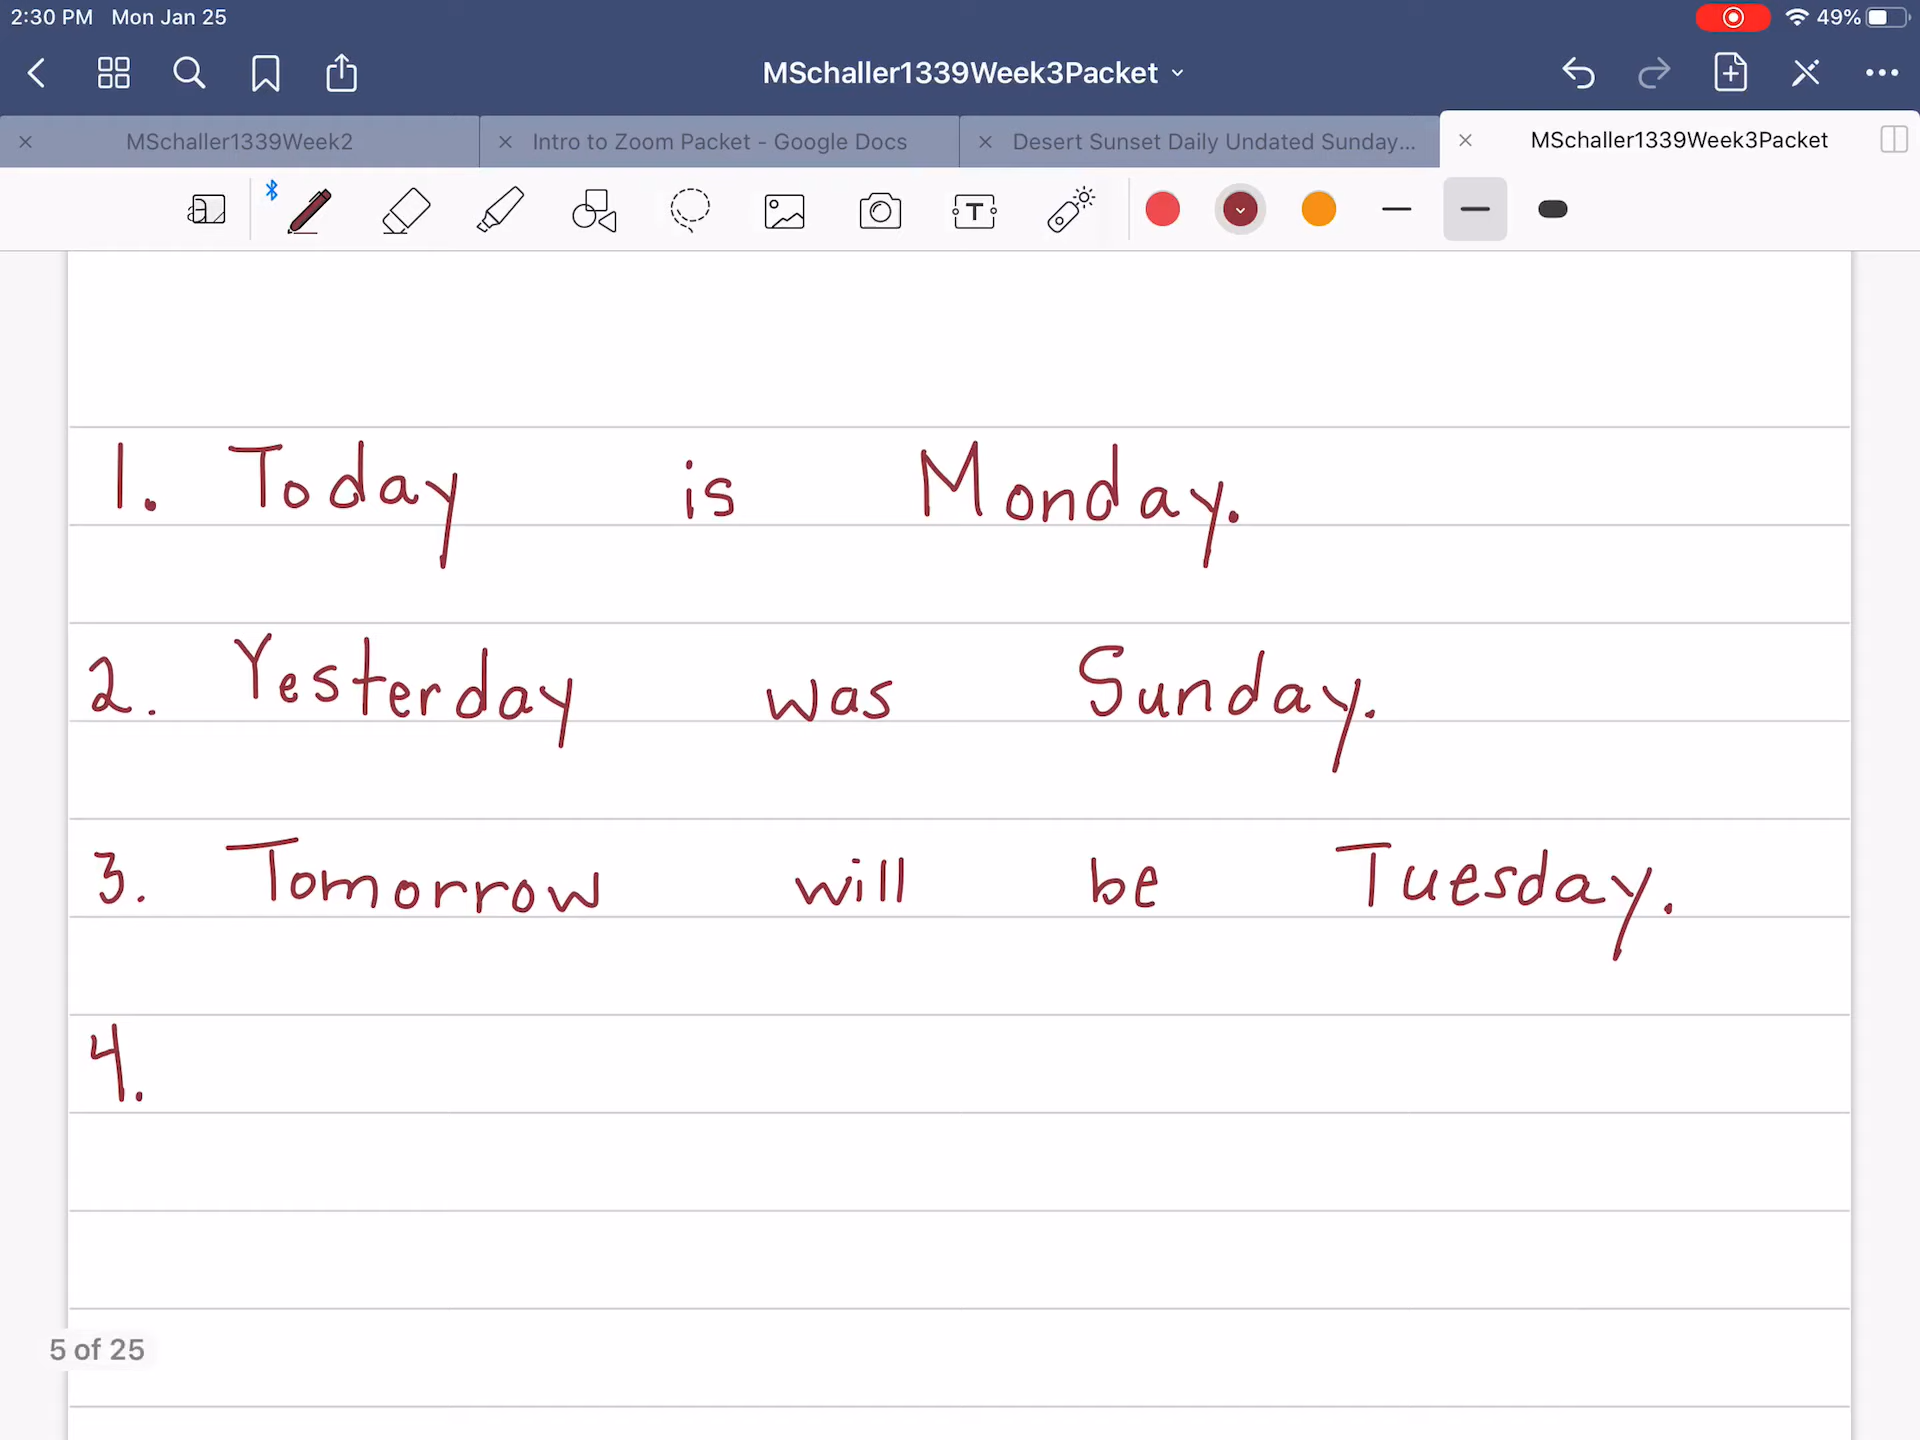 2:30 PM Mon Jan 25 49%
MSchaller1339Week3Packet
MSchaller1339Week2 Intro to Zoom Packet - Google Docs Desert Sunset Daily Undated Sunday... MSchaller1339Week3Packet
1. Today is Monday.
2. Yesterday was Sunday.
3. Tomorrow will be Tuesday.
4.
5 of 25